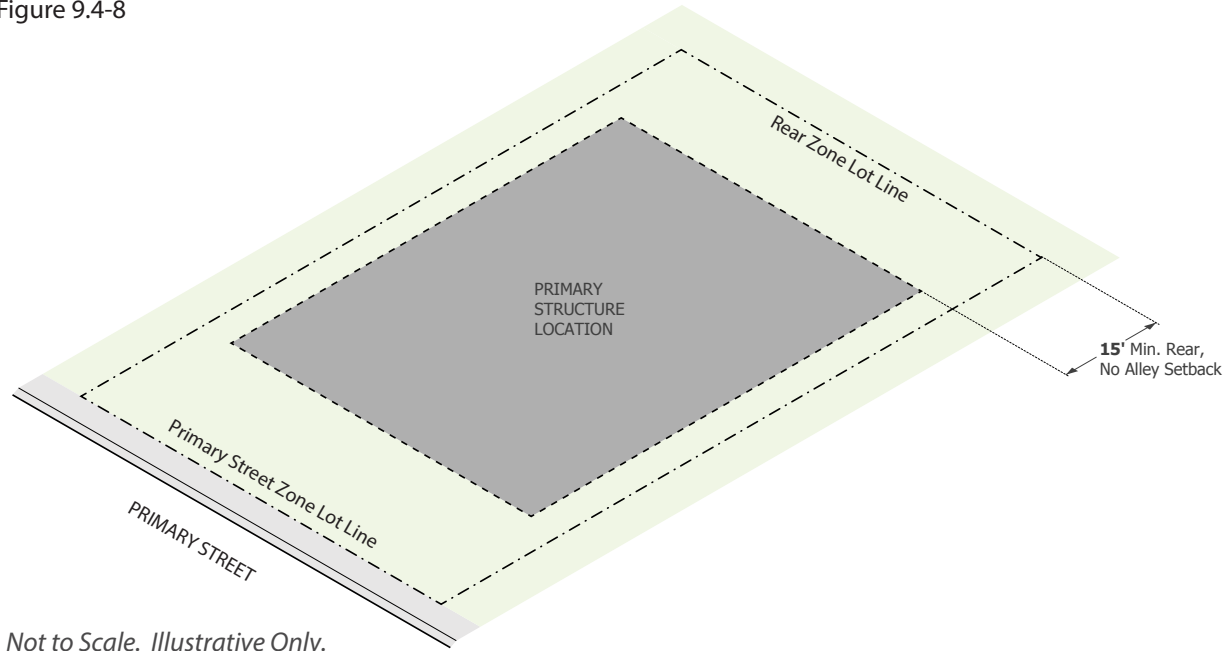 Figure 9.4-8
Rear Zone Lot Line
PRIMARY
STRUCTURE
LOCATION
15' Min. Rear,
No Alley Setback
Primary Street Zone Lot Line
PRIMARY STREET
Not to Scale. Illustrative Only.